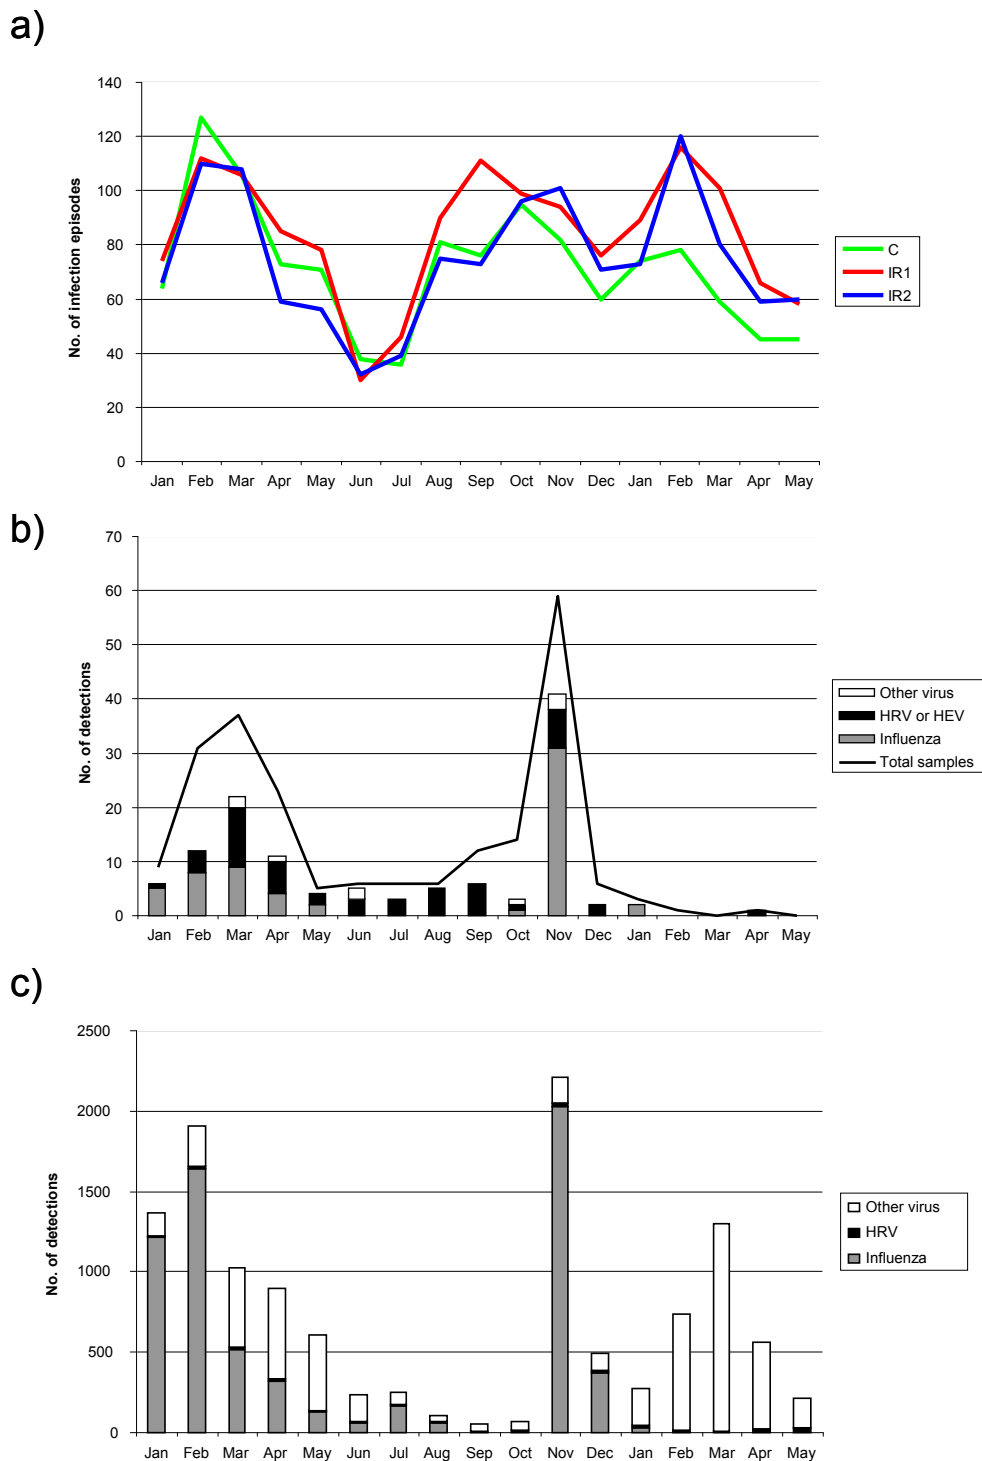 a)
140
120
100
80
60
40
20
0
No. of infection episodes
Jan Feb Mar Apr May Jun Jul Aug Sep Oct Nov Dec Jan Feb Mar Apr May
C
IR1
IR2
b)
70
60
50
40
30
20
10
0
No. of detections
Jan Feb Mar Apr May Jun Jul Aug Sep Oct Nov Dec Jan Feb Mar Apr May
Other virus
HRV or HEV
Influenza
Total samples
c)
2500
2000
1500
1000
500
0
No. of detections
Jan Feb Mar Apr May Jun Jul Aug Sep Oct Nov Dec Jan Feb Mar Apr May
Other virus
HRV
Influenza